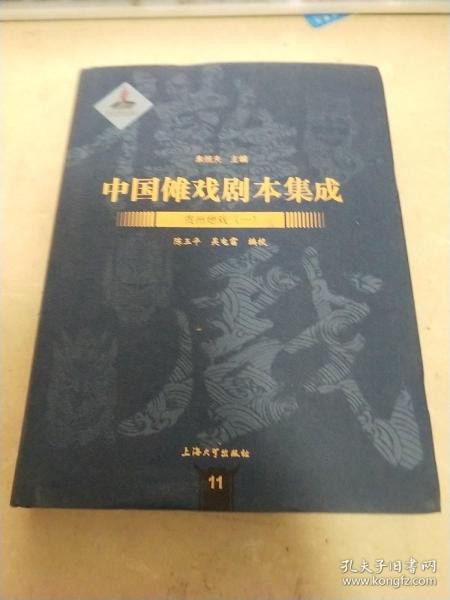 朱恒夫 主编
中国傩戏剧本集成
贵州地戏(一)
陈玉平 吴电雷 编校
上海大学出版社
11
孔夫子旧书网
www.kongfz.com